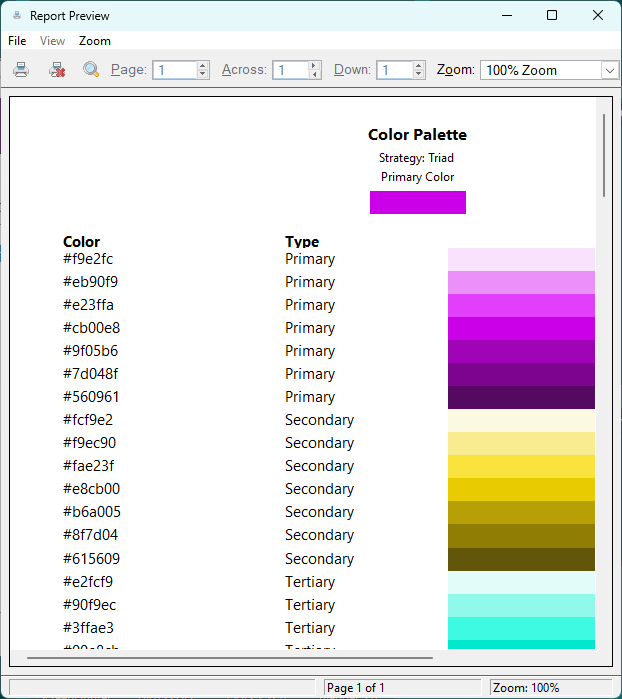 Report Preview
File View Zoom
Page: 1 Across: 1 Down: 1 Zoom: 100% Zoom
Color Palette
Strategy: Triad
Primary Color
Color Type
#f9e2fc Primary
#eb90f9 Primary
#e23ffa Primary
#cb00e8 Primary
#9f05b6 Primary
#7d048f Primary
#560961 Primary
#fcf9e2 Secondary
#f9ec90 Secondary
#fae23f Secondary
#e8cb00 Secondary
#b6a005 Secondary
#8f7d04 Secondary
#615609 Secondary
#e2fcf9 Tertiary
#90f9ec Tertiary
#3ffae3 Tertiary
Tertiary
Page 1 of 1 Zoom: 100%